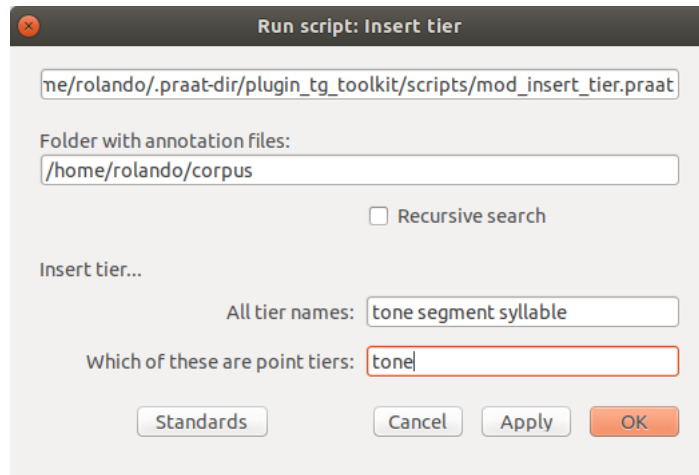 Run script: Insert tier
me/rolando/.praat-dir/plugin_tg_toolkit/scripts/mod_insert_tier.praat
Folder with annotation files:
/home/rolando/corpus
Recursive search
Insert tier...
All tier names: tone segment syllable
Which of these are point tiers: tone
Standards Cancel Apply OK